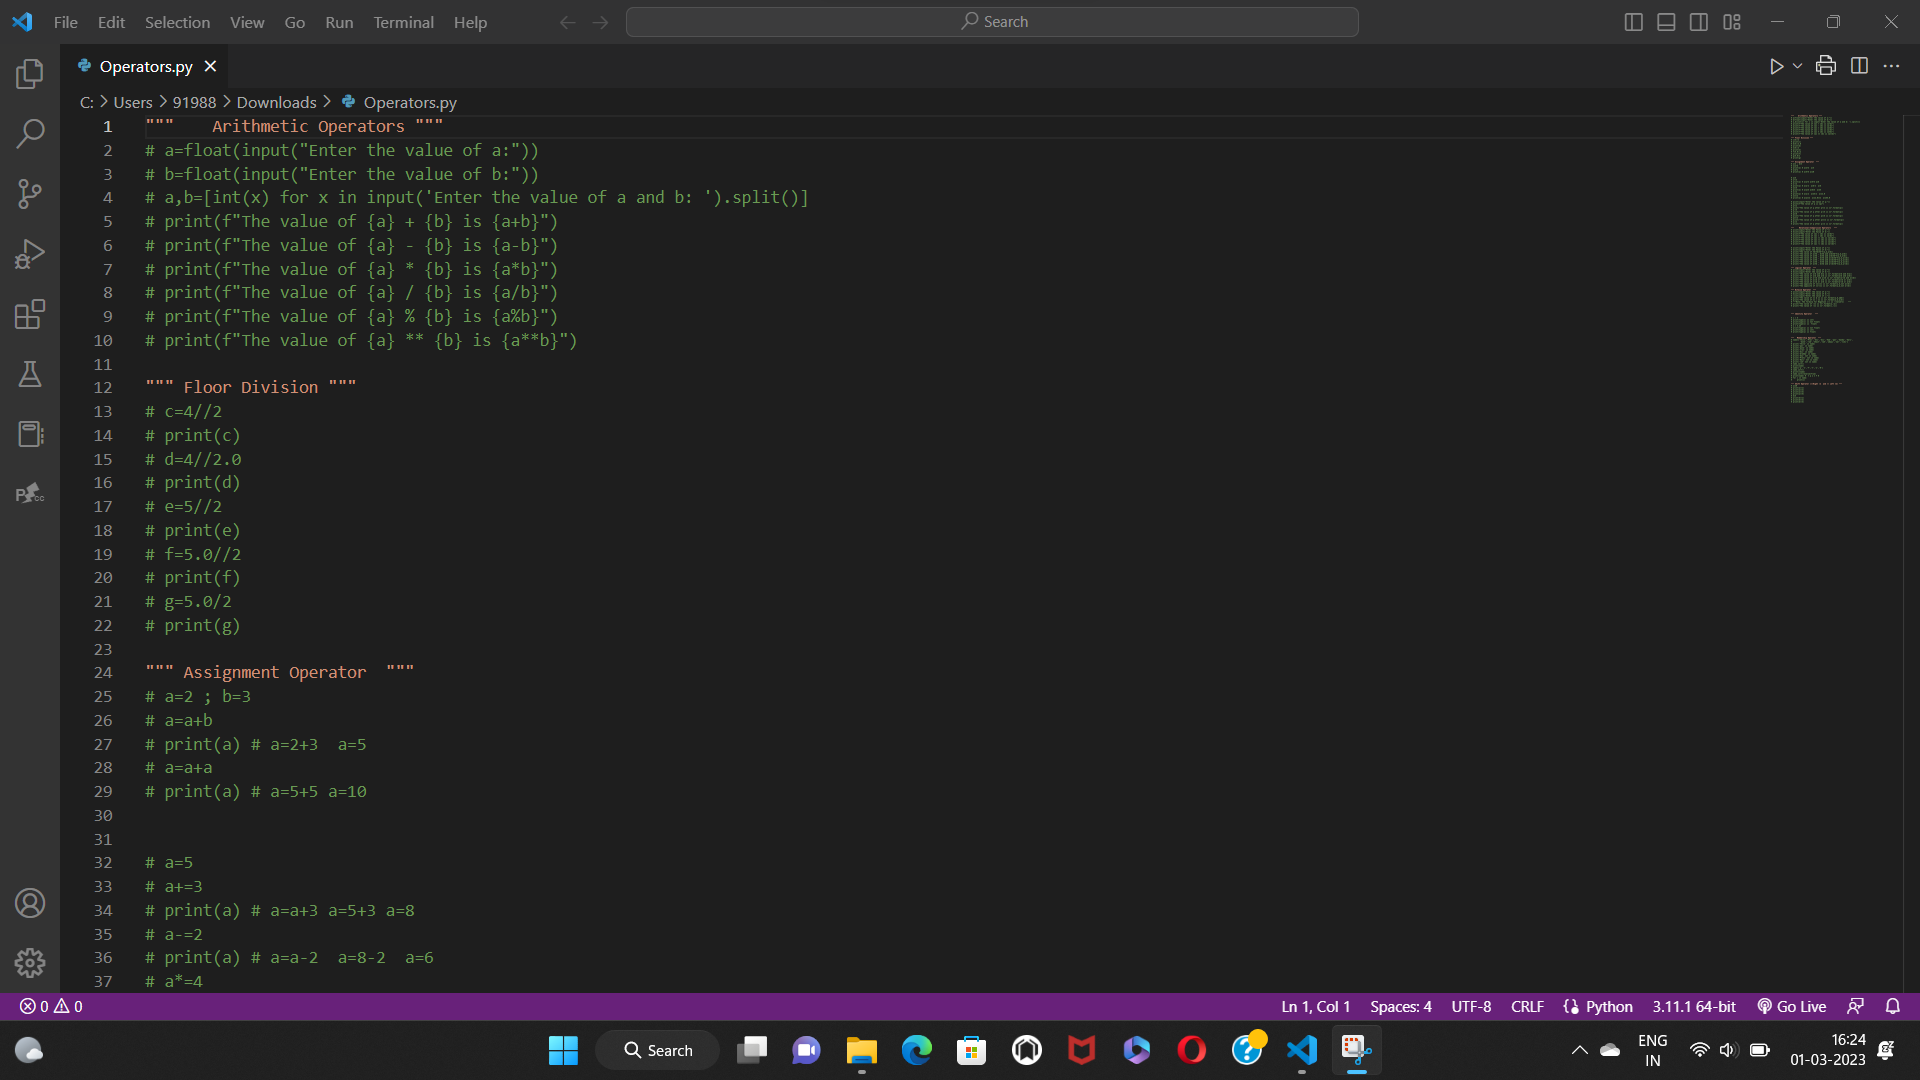 File Edit Selection View Go Run Terminal Help
Search
Operators.py
C: > Users > 91988 > Downloads > Operators.py
1 """    Arithmetic Operators """
2 # a=float(input("Enter the value of a:"))
3 # b=float(input("Enter the value of b:"))
4 # a,b=[int(x) for x in input('Enter the value of a and b: ').split()]
5 # print(f"The value of {a} + {b} is {a+b}")
6 # print(f"The value of {a} - {b} is {a-b}")
7 # print(f"The value of {a} * {b} is {a*b}")
8 # print(f"The value of {a} / {b} is {a/b}")
9 # print(f"The value of {a} % {b} is {a%b}")
10 # print(f"The value of {a} ** {b} is {a**b}")
11
12 """ Floor Division """
13 # c=4//2
14 # print(c)
15 # d=4//2.0
16 # print(d)
17 # e=5//2
18 # print(e)
19 # f=5.0//2
20 # print(f)
21 # g=5.0/2
22 # print(g)
23
24 """ Assignment Operator  """
25 # a=2 ; b=3
26 # a=a+b
27 # print(a) # a=2+3  a=5
28 # a=a+a
29 # print(a) # a=5+5 a=10
30
31
32 # a=5
33 # a+=3
34 # print(a) # a=a+3 a=5+3 a=8
35 # a-=2
36 # print(a) # a=a-2  a=8-2  a=6
37 # a*=4
0 0 Ln 1, Col 1 Spaces: 4 UTF-8 CRLF Python 3.11.1 64-bit Go Live
Search
ENG
IN
16:24
01-03-2023